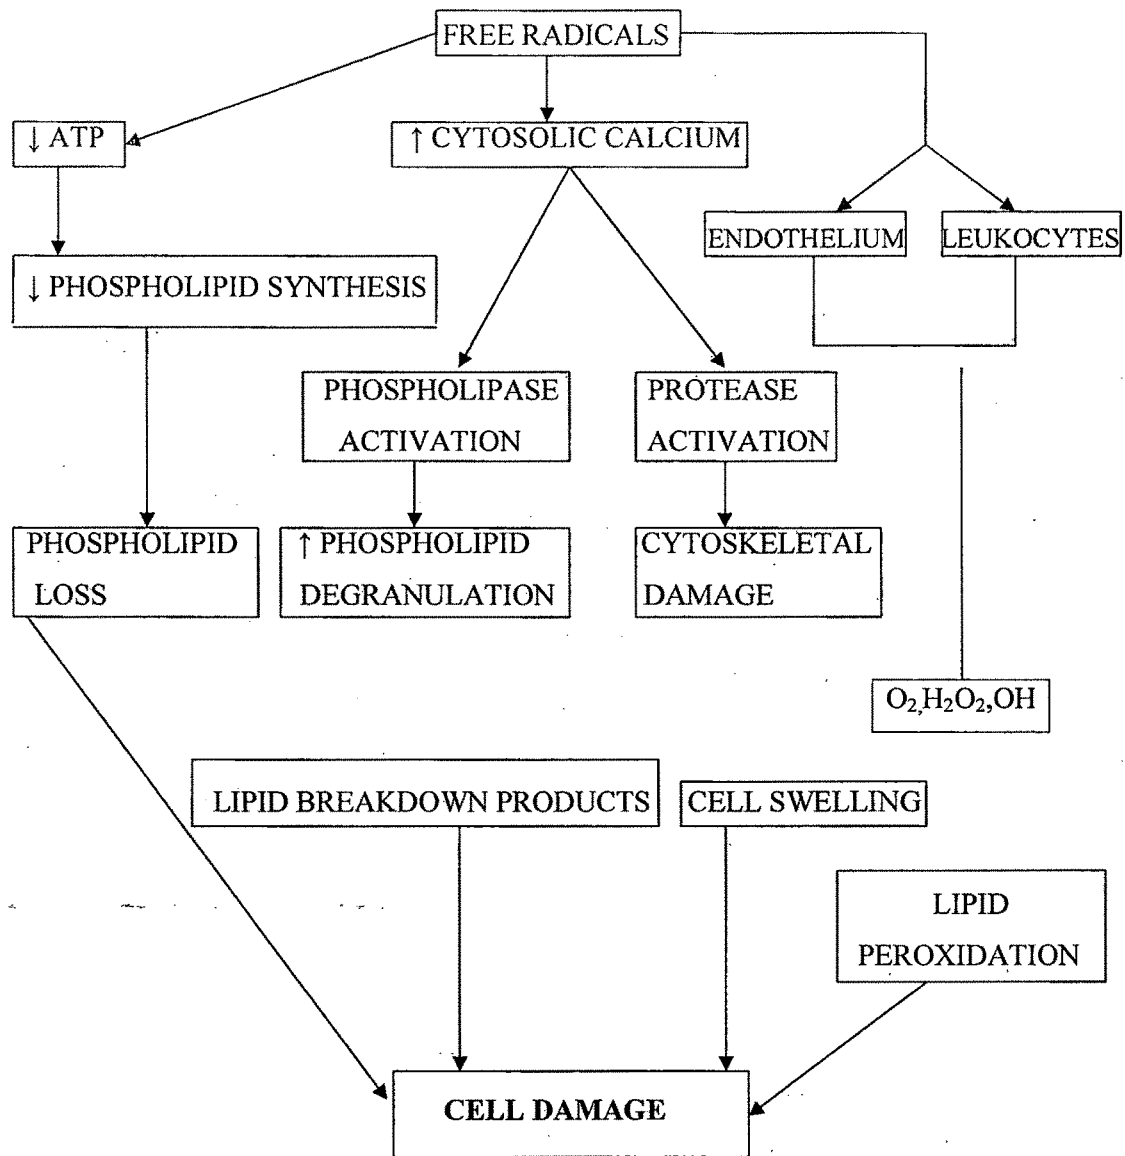 FREE RADICALS
↓ ATP
↑ CYTOSOLIC CALCIUM
ENDOTHELIUM
LEUKOCYTES
↓ PHOSPHOLIPID SYNTHESIS
PHOSPHOLIPASE
ACTIVATION
PROTEASE
ACTIVATION
PHOSPHOLIPID
LOSS
↑ PHOSPHOLIPID
DEGRANULATION
CYTOSKELETAL
DAMAGE
O₂,H₂O₂,OH
LIPID BREAKDOWN PRODUCTS
CELL SWELLING
LIPID
PEROXIDATION
CELL DAMAGE